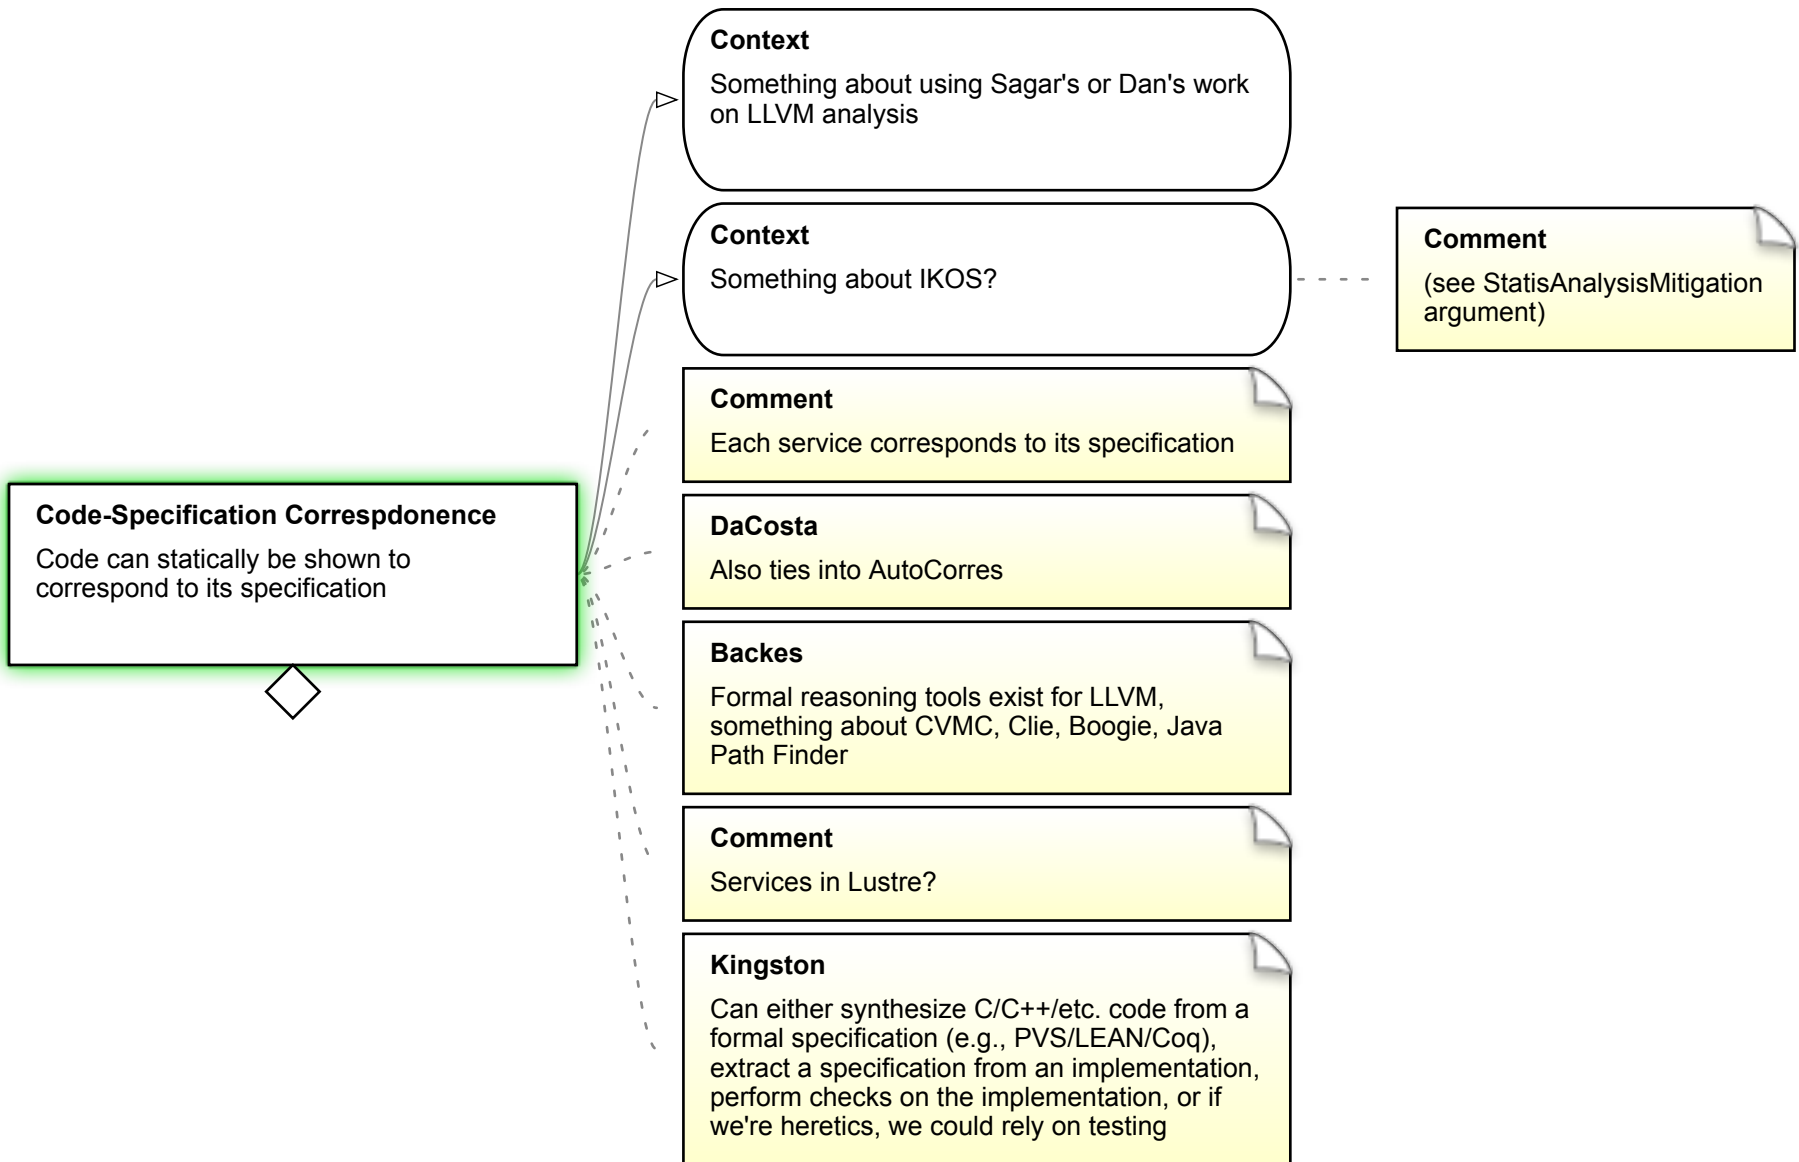 Context
Something about using Sagar's or Dan's work
on LLVM analysis
Context
Something about IKOS?
Comment
(see StatisAnalysisMitigation
argument)
Comment
Each service corresponds to its specification
Code-Specification Correspdonence
Code can statically be shown to
correspond to its specification
DaCosta
Also ties into AutoCorres
Backes
Formal reasoning tools exist for LLVM,
something about CVMC, Clie, Boogie, Java
Path Finder
Comment
Services in Lustre?
Kingston
Can either synthesize C/C++/etc. code from a
formal specification (e.g., PVS/LEAN/Coq),
extract a specification from an implementation,
perform checks on the implementation, or if
we're heretics, we could rely on testing